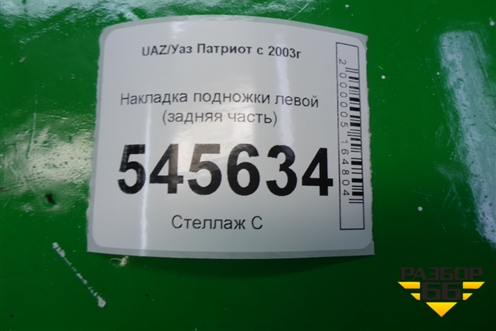 UAZ/Уаз Патриот с 2003г
Накладка подножки левой
(задняя часть)
545634
Стеллаж С
2000005164804
РАЗБОР
66